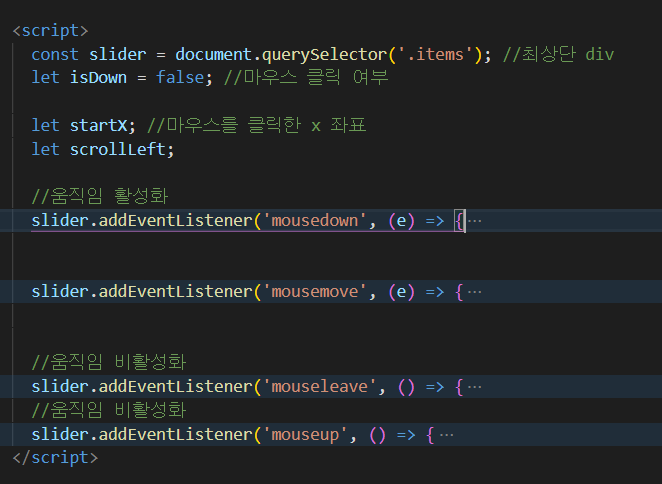 <script>
const slider = document.querySelector('.items'); //최상단 div
let isDown = false; //마우스 클릭 여부
let startX; //마우스를 클릭한 x 좌표
let scrollLeft;
//움직임 활성화
slider.addEventListener('mousedown', (e) => {…
slider.addEventListener('mousemove', (e) => {…
//움직임 비활성화
slider.addEventListener('mouseleave', () => {…
//움직임 비활성화
slider.addEventListener('mouseup', () => {…
</script>